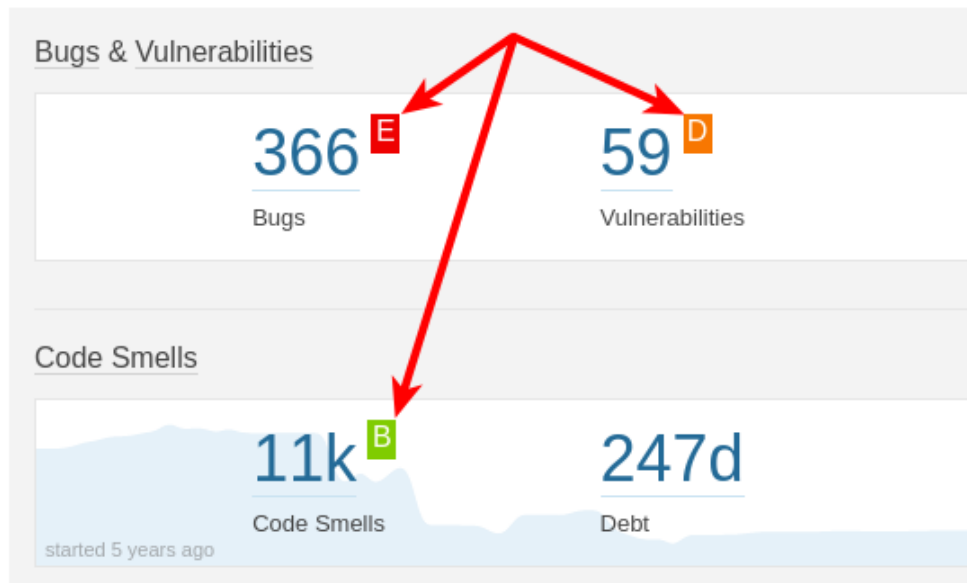 Bugs & Vulnerabilities
366 E 59 D
Bugs Vulnerabilities
Code Smells
11k B 247d
Code Smells Debt
started 5 years ago